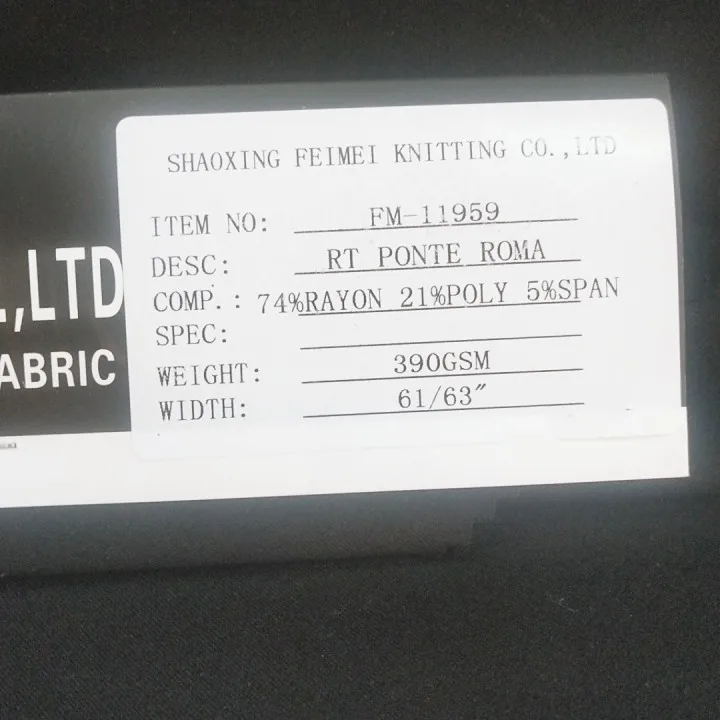 SHAOXING FEIMEI KNITTING CO.,LTD
ITEM NO: FM-11959
DESC: RT PONTE ROMA
COMP.: 74%RAYON 21%POLY 5%SPAN
SPEC:
WEIGHT: 390GSM
WIDTH: 61/63″
.,LTD
ABRIC